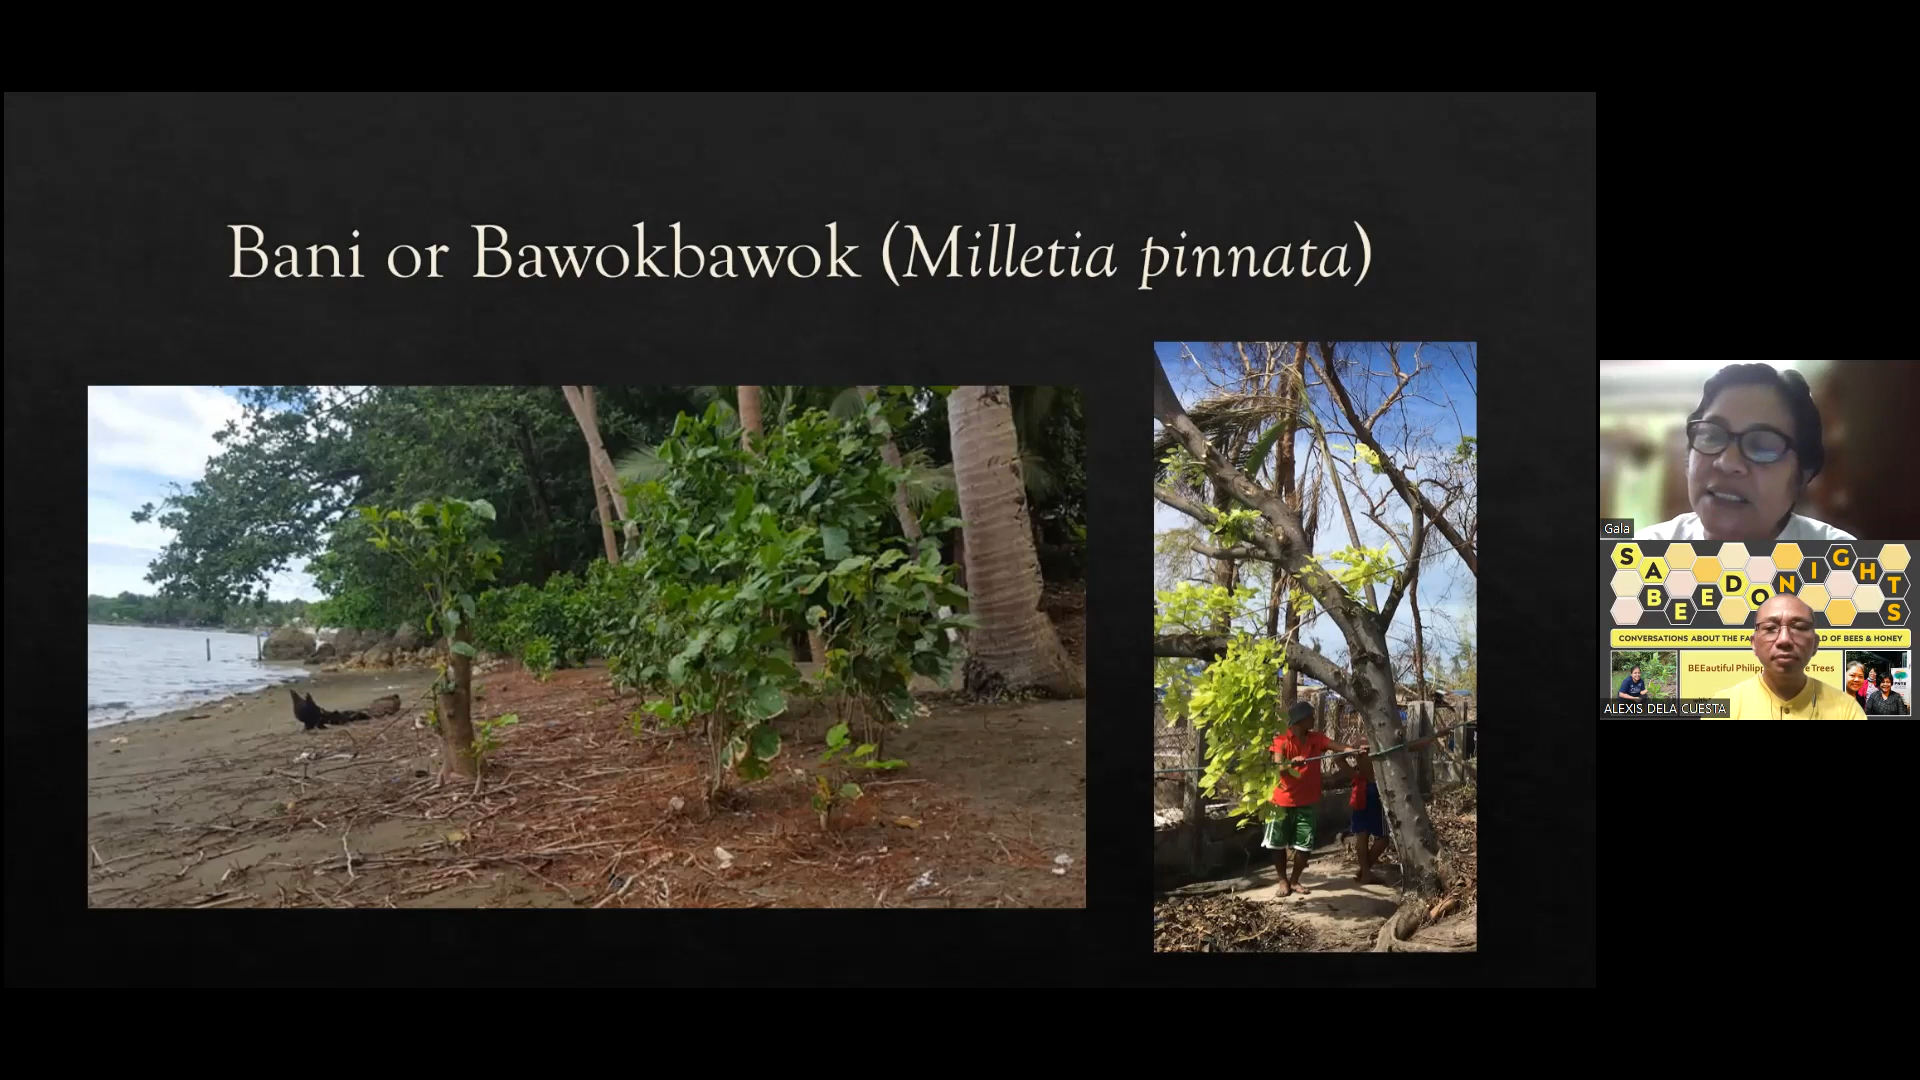 Bani or Bawokbawok (Milletia pinnata)
Gala
SABEEDO NIGHTS
CONVERSATIONS ABOUT THE FA LD OF BEES & HONEY
BEEautiful Philipp e Trees
ALEXIS DELA CUESTA